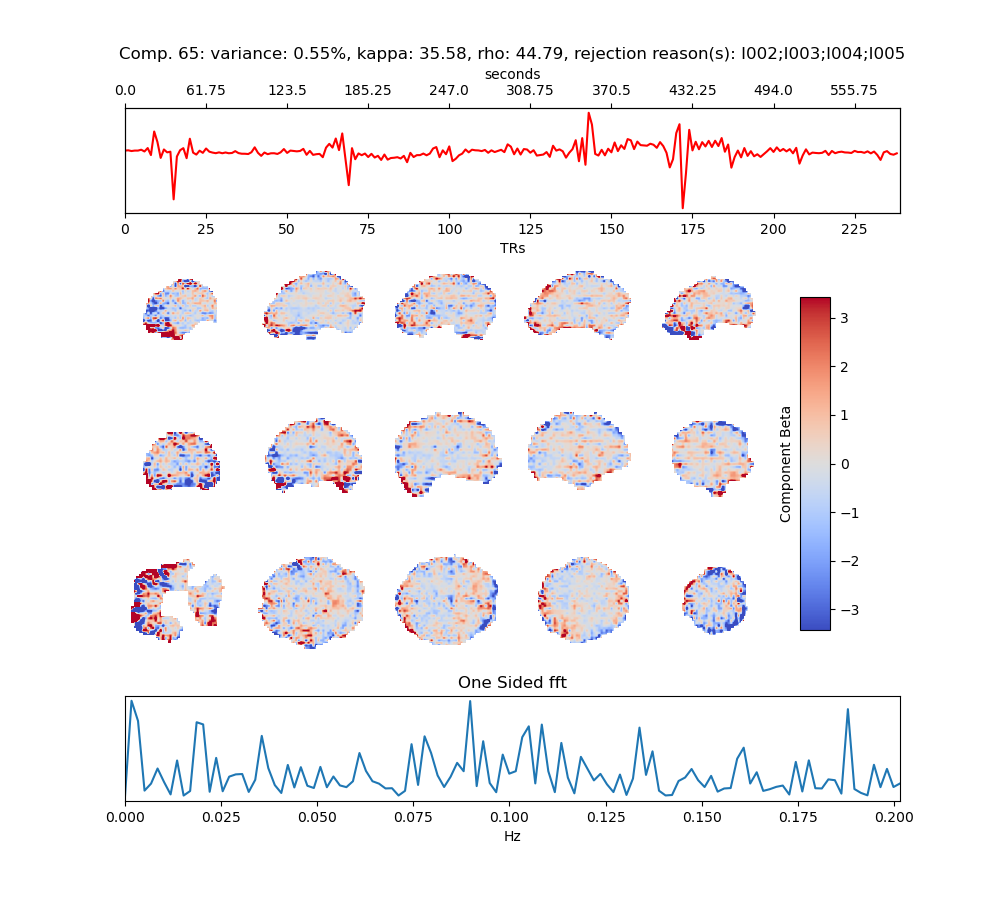 Comp. 65: variance: 0.55%, kappa: 35.58, rho: 44.79, rejection reason(s): I002;I003;I004;I005
seconds
0.0 61.75 123.5 185.25 247.0 308.75 370.5 432.25 494.0 555.75
0 25 50 75 100 125 150 175 200 225
TRs
3
2
1
0
−1
−2
−3
Component Beta
One Sided fft
0.000 0.025 0.050 0.075 0.100 0.125 0.150 0.175 0.200
Hz